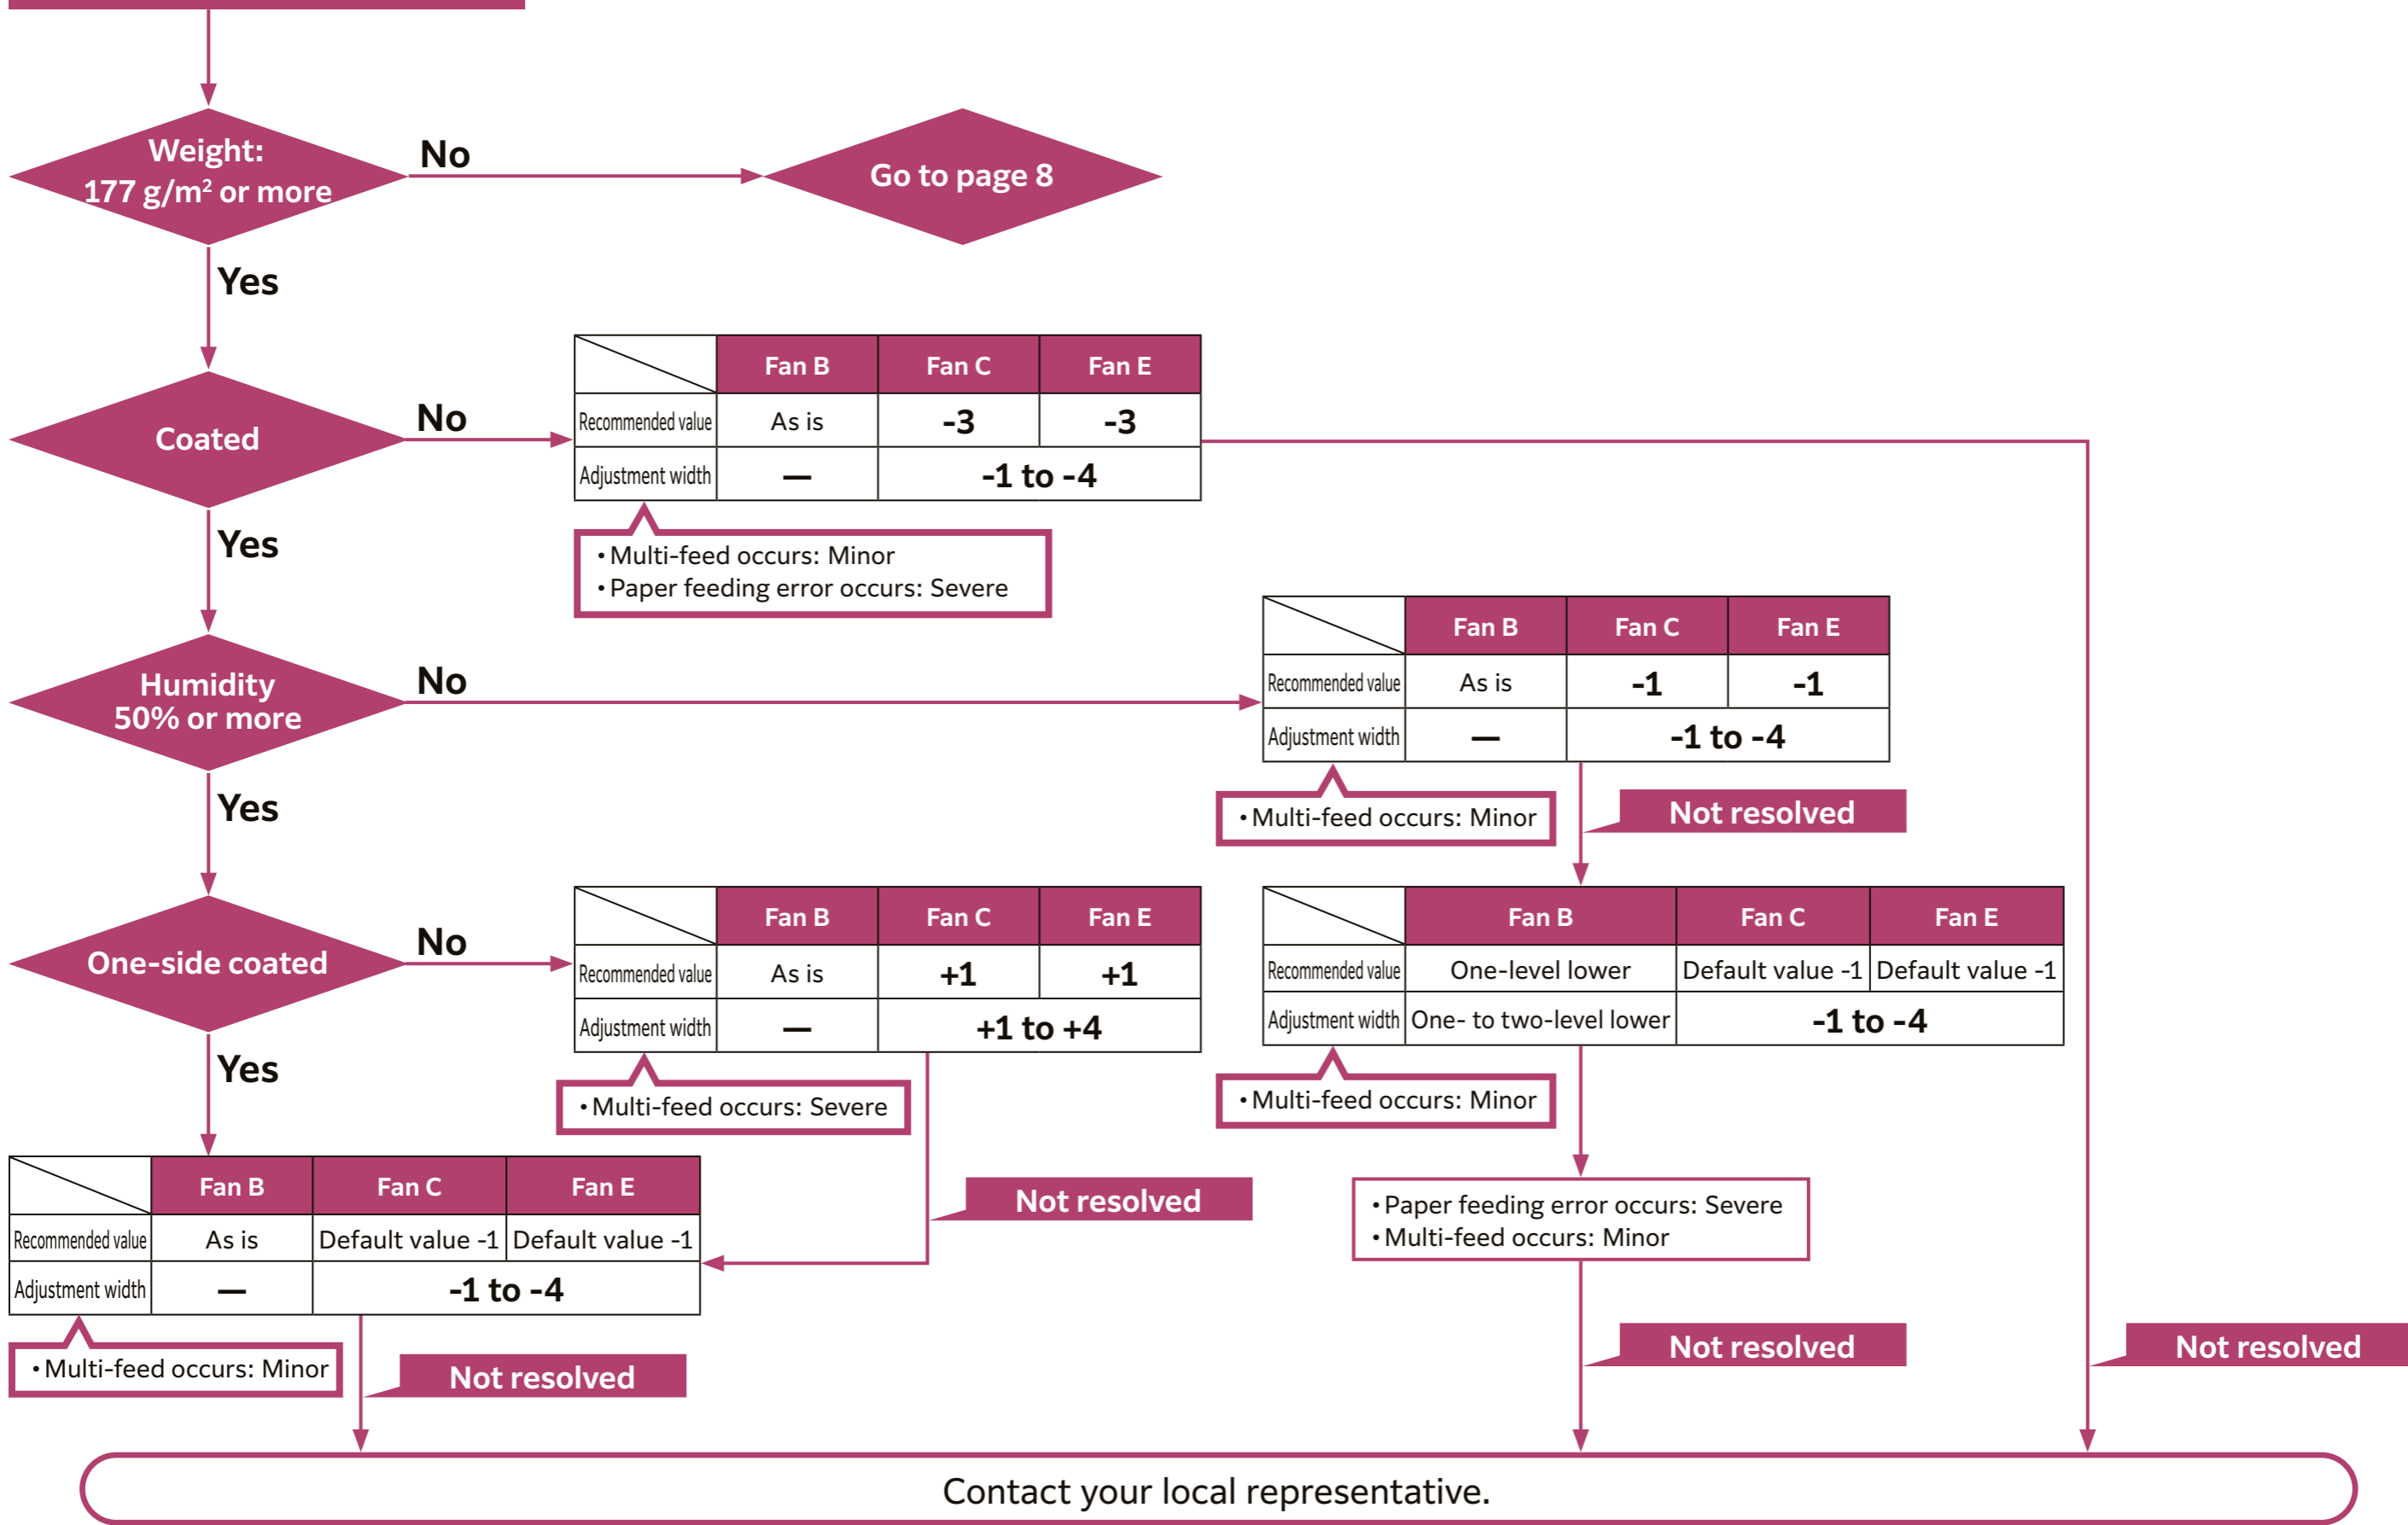 Weight:
177 g/m² or more
No
Go to page 8
Yes
Coated
No
Fan B Fan C Fan E
Recommended value As is -3 -3
Adjustment width — -1 to -4
•Multi-feed occurs: Minor
•Paper feeding error occurs: Severe
Yes
Humidity
50% or more
No
Fan B Fan C Fan E
Recommended value As is -1 -1
Adjustment width — -1 to -4
•Multi-feed occurs: Minor
Not resolved
Yes
One-side coated
No
Fan B Fan C Fan E
Recommended value As is +1 +1
Adjustment width — +1 to +4
•Multi-feed occurs: Severe
Not resolved
Fan B Fan C Fan E
Recommended value One-level lower Default value -1 Default value -1
Adjustment width One- to two-level lower -1 to -4
•Multi-feed occurs: Minor
•Paper feeding error occurs: Severe
•Multi-feed occurs: Minor
Not resolved
Not resolved
Yes
Fan B Fan C Fan E
Recommended value As is Default value -1 Default value -1
Adjustment width — -1 to -4
•Multi-feed occurs: Minor
Not resolved
Contact your local representative.